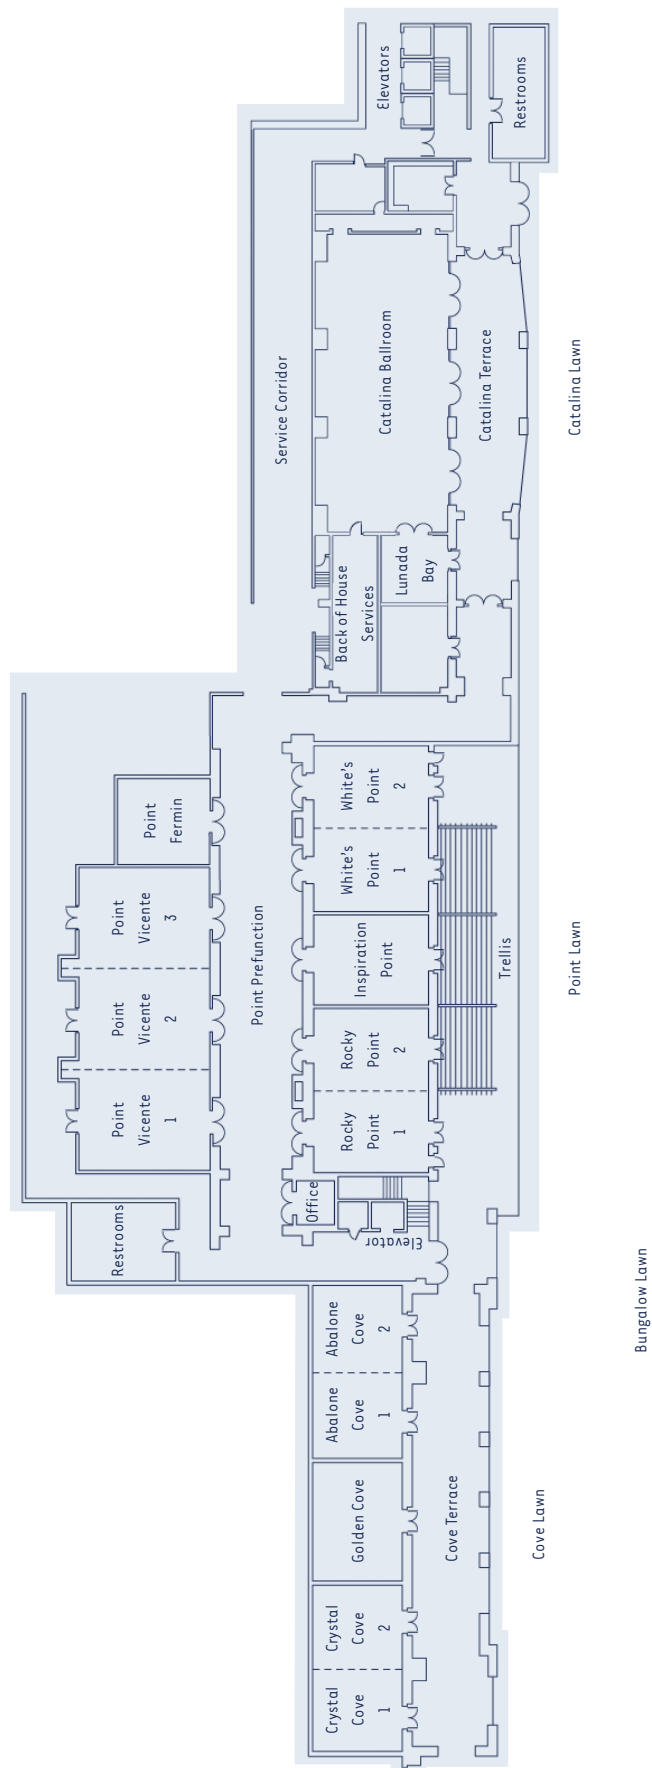 Elevators
Restrooms
Service Corridor
Catalina Ballroom
Catalina Terrace
Catalina Lawn
Back of House
Services
Lunada
Bay
Point
Fermin
White's
Point
2
White's
Point
1
Point
Vicente
3
Point
Vicente
2
Point
Vicente
1
Point Prefunction
Inspiration
Point
Rocky
Point
2
Rocky
Point
1
Trellis
Point Lawn
Restrooms
Office
Elevator
Bungalow Lawn
Abalone
Cove
2
Abalone
Cove
1
Golden Cove
Cove Terrace
Cove Lawn
Crystal
Cove
2
Crystal
Cove
1